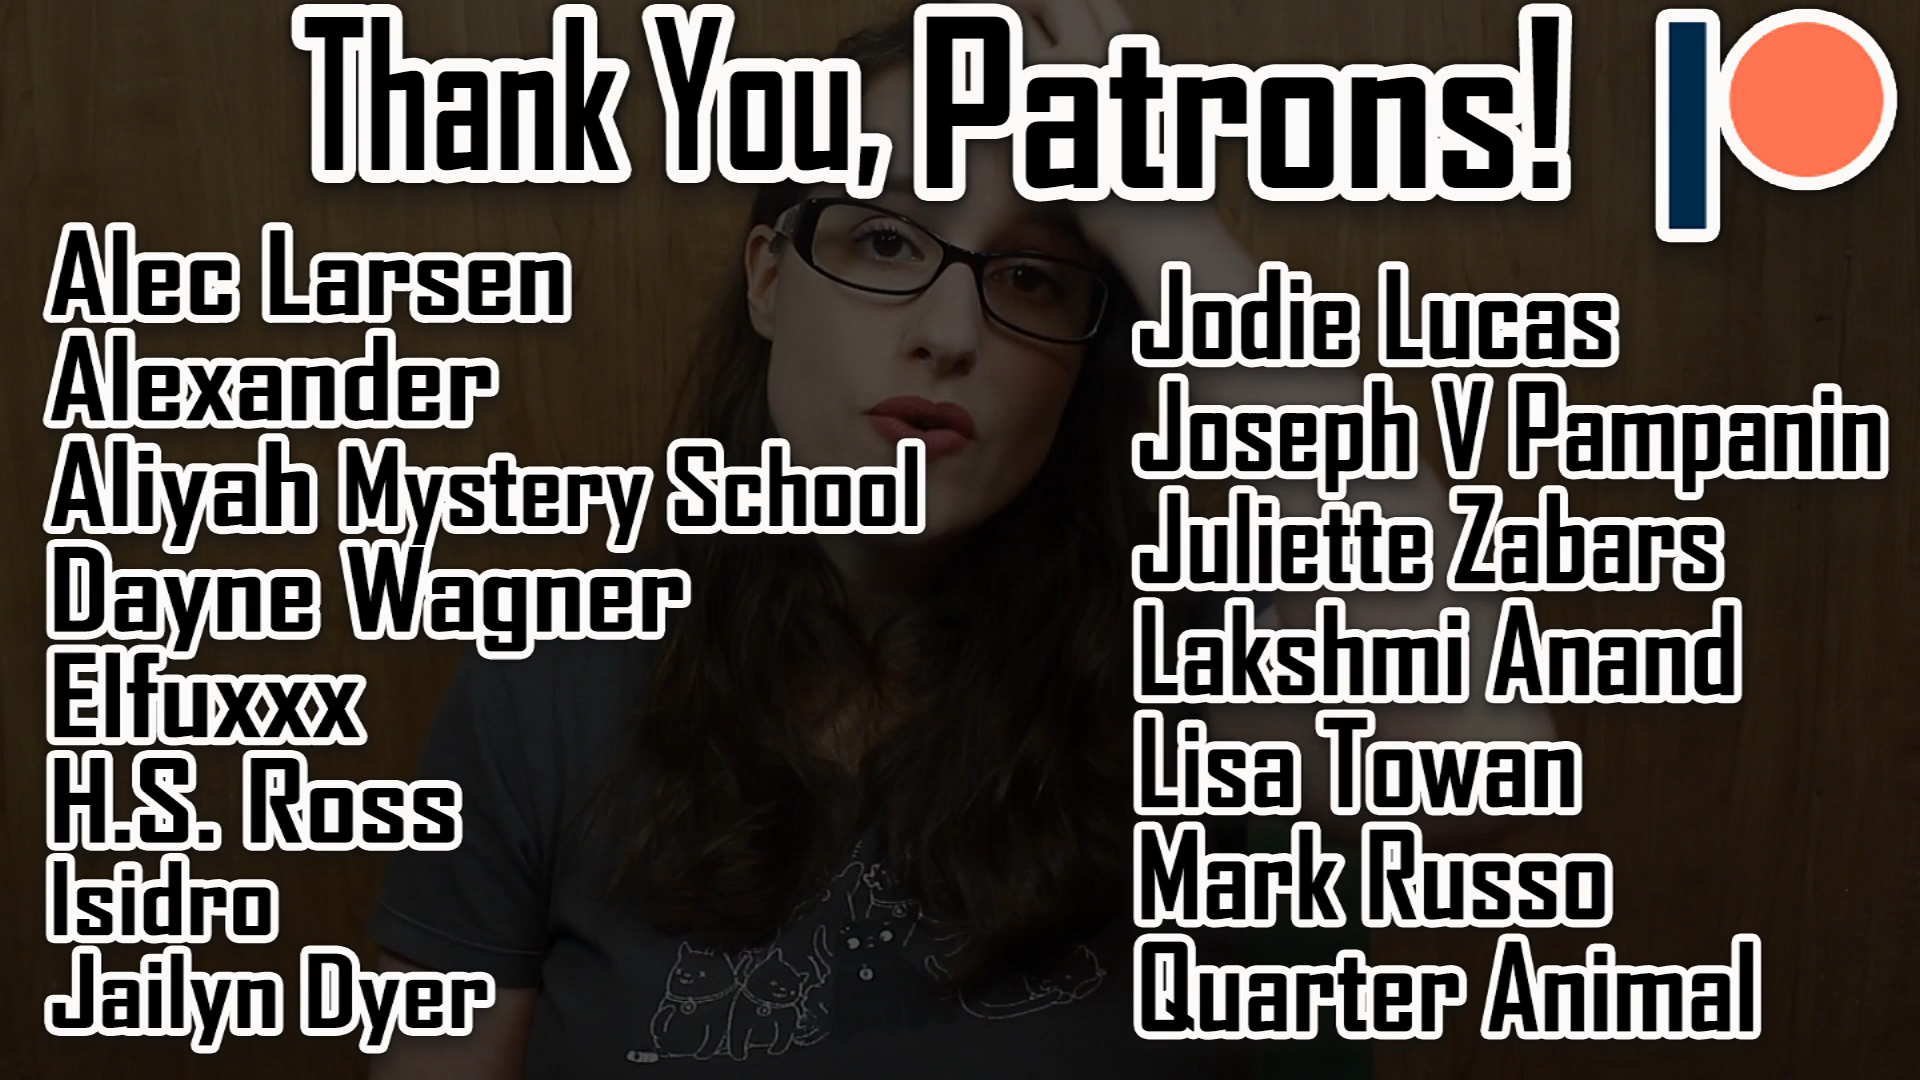 Thank You, Patrons!
Alec Larsen
Alexander
Aliyah Mystery School
Dayne Wagner
Elfuxxx
H.S. Ross
Isidro
Jailyn Dyer
Jodie Lucas
Joseph V Pampanin
Juliette Zabars
Lakshmi Anand
Lisa Towan
Mark Russo
Quarter Animal